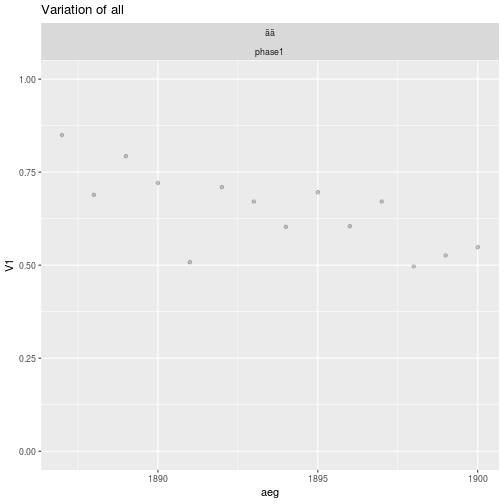 Variation of all
ää
phase1
1.00
0.75
0.50
0.25
0.00
V1
1890 1895 1900
aeg